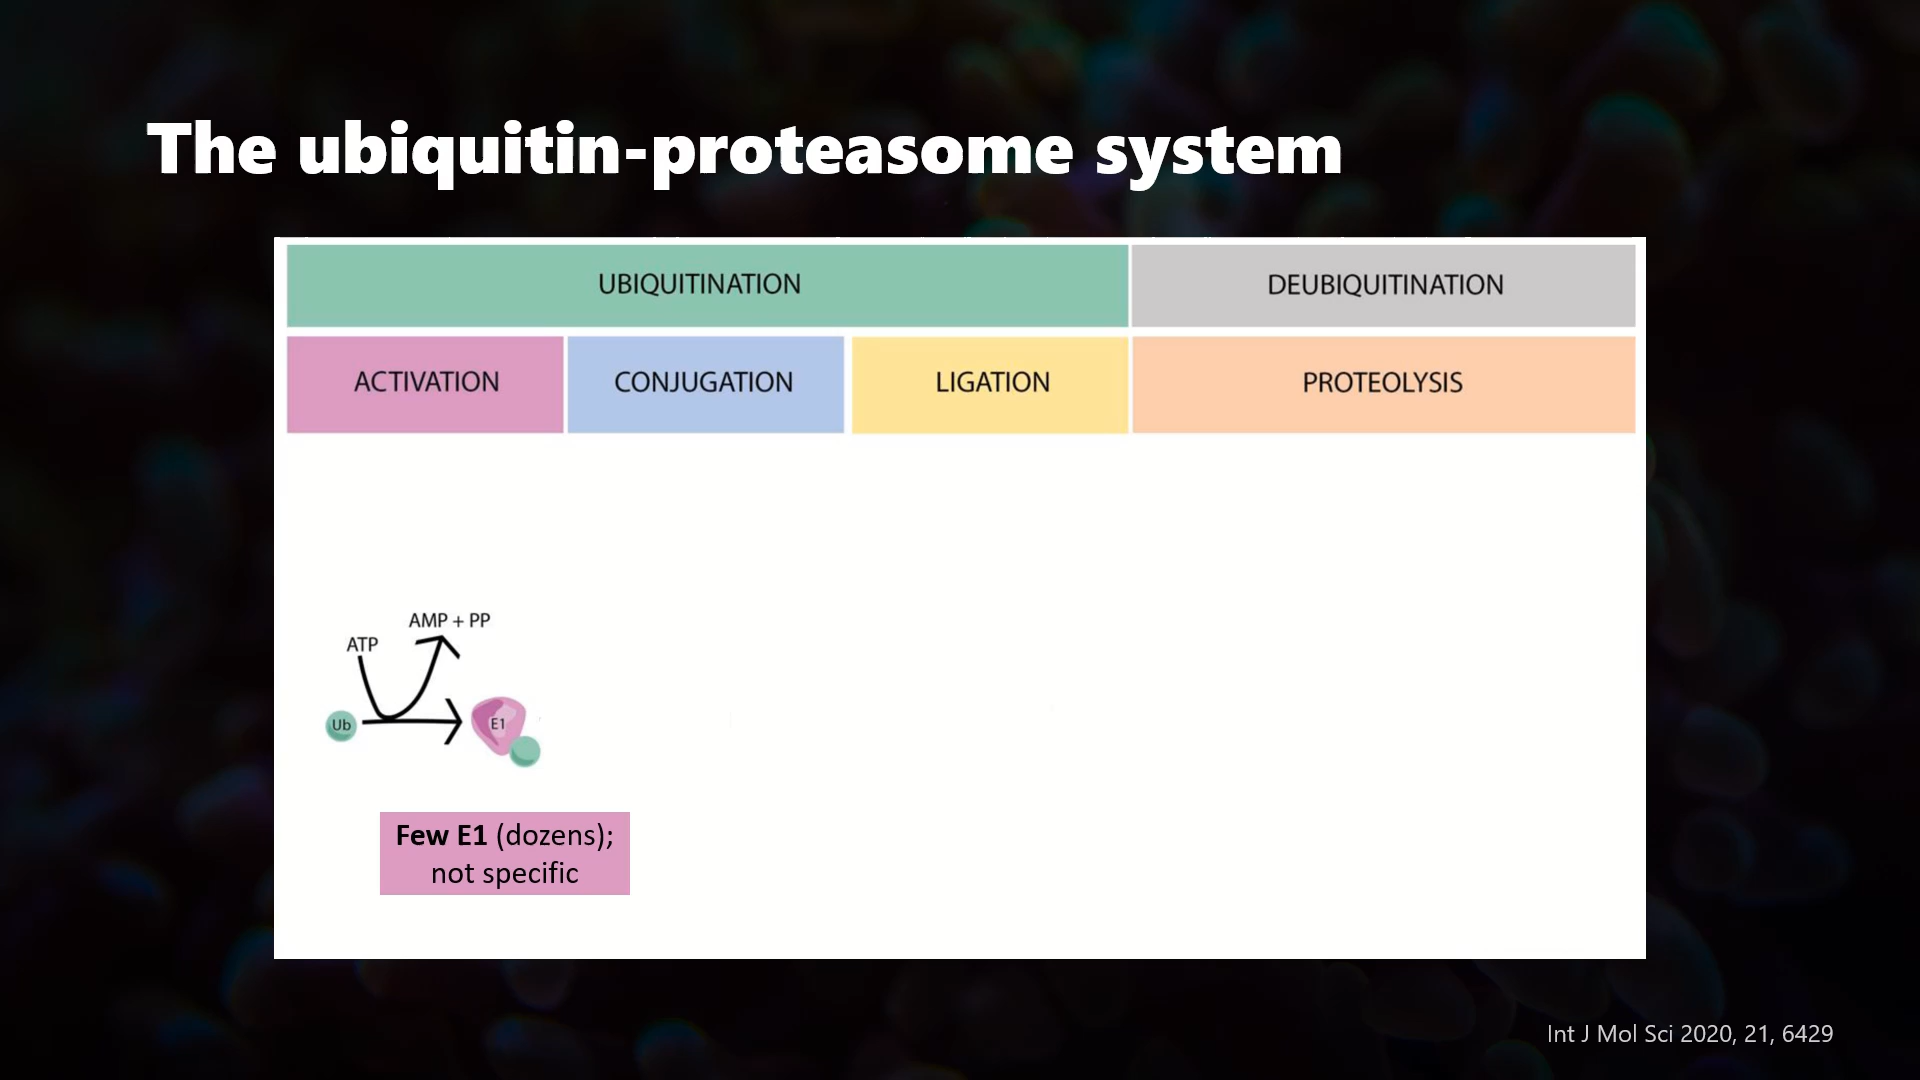 The ubiquitin-proteasome system
UBIQUITINATION
DEUBIQUITINATION
ACTIVATION
CONJUGATION
LIGATION
PROTEOLYSIS
AMP + PP
ATP
Ub
E1
Few E1 (dozens);
not specific
Int J Mol Sci 2020, 21, 6429